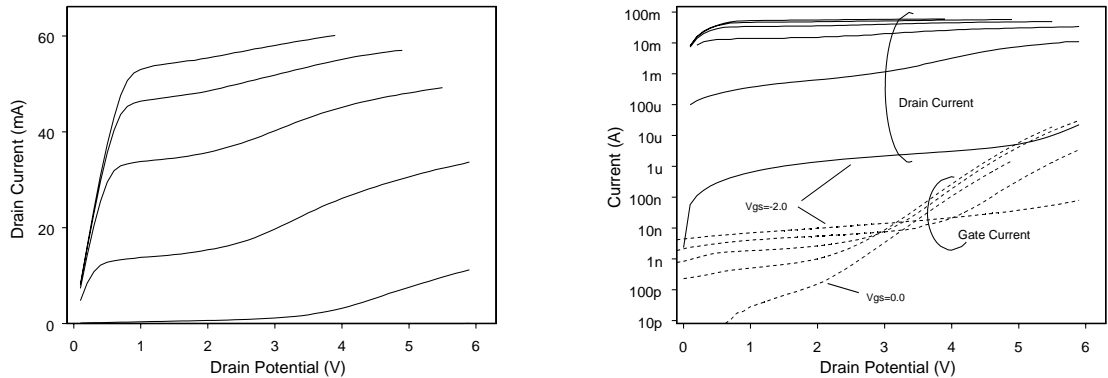 60
40
20
0
0 1 2 3 4 5 6
Drain Current (mA)
Drain Potential (V)
100m
10m
1m
100u
10u
1u
100n
10n
1n
100p
10p
0 1 2 3 4 5 6
Current (A)
Drain Potential (V)
Drain Current
Vgs=-2.0
Gate Current
Vgs=0.0